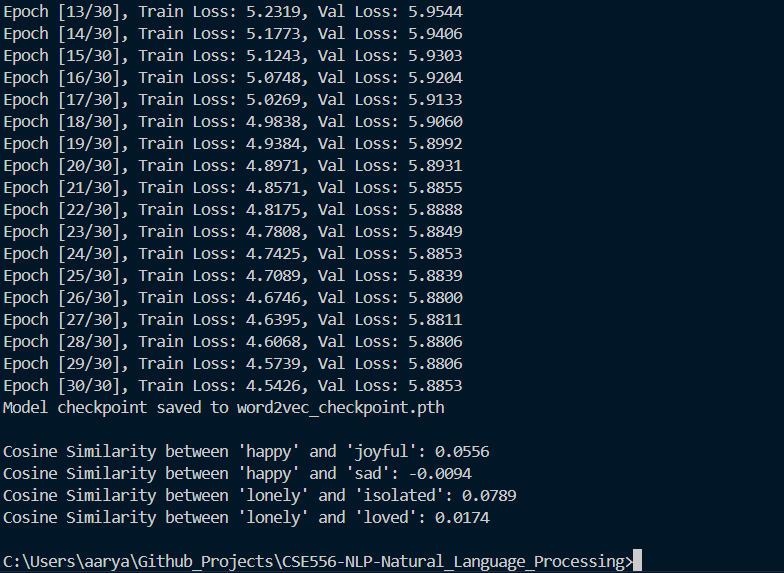 Epoch [13/30], Train Loss: 5.2319, Val Loss: 5.9544
Epoch [14/30], Train Loss: 5.1773, Val Loss: 5.9406
Epoch [15/30], Train Loss: 5.1243, Val Loss: 5.9303
Epoch [16/30], Train Loss: 5.0748, Val Loss: 5.9204
Epoch [17/30], Train Loss: 5.0269, Val Loss: 5.9133
Epoch [18/30], Train Loss: 4.9838, Val Loss: 5.9060
Epoch [19/30], Train Loss: 4.9384, Val Loss: 5.8992
Epoch [20/30], Train Loss: 4.8971, Val Loss: 5.8931
Epoch [21/30], Train Loss: 4.8571, Val Loss: 5.8855
Epoch [22/30], Train Loss: 4.8175, Val Loss: 5.8888
Epoch [23/30], Train Loss: 4.7808, Val Loss: 5.8849
Epoch [24/30], Train Loss: 4.7425, Val Loss: 5.8853
Epoch [25/30], Train Loss: 4.7089, Val Loss: 5.8839
Epoch [26/30], Train Loss: 4.6746, Val Loss: 5.8800
Epoch [27/30], Train Loss: 4.6395, Val Loss: 5.8811
Epoch [28/30], Train Loss: 4.6068, Val Loss: 5.8806
Epoch [29/30], Train Loss: 4.5739, Val Loss: 5.8806
Epoch [30/30], Train Loss: 4.5426, Val Loss: 5.8853
Model checkpoint saved to word2vec_checkpoint.pth
Cosine Similarity between 'happy' and 'joyful': 0.0556
Cosine Similarity between 'happy' and 'sad': -0.0094
Cosine Similarity between 'lonely' and 'isolated': 0.0789
Cosine Similarity between 'lonely' and 'loved': 0.0174
C:\Users\aarya\Github_Projects\CSE556-NLP-Natural_Language_Processing>